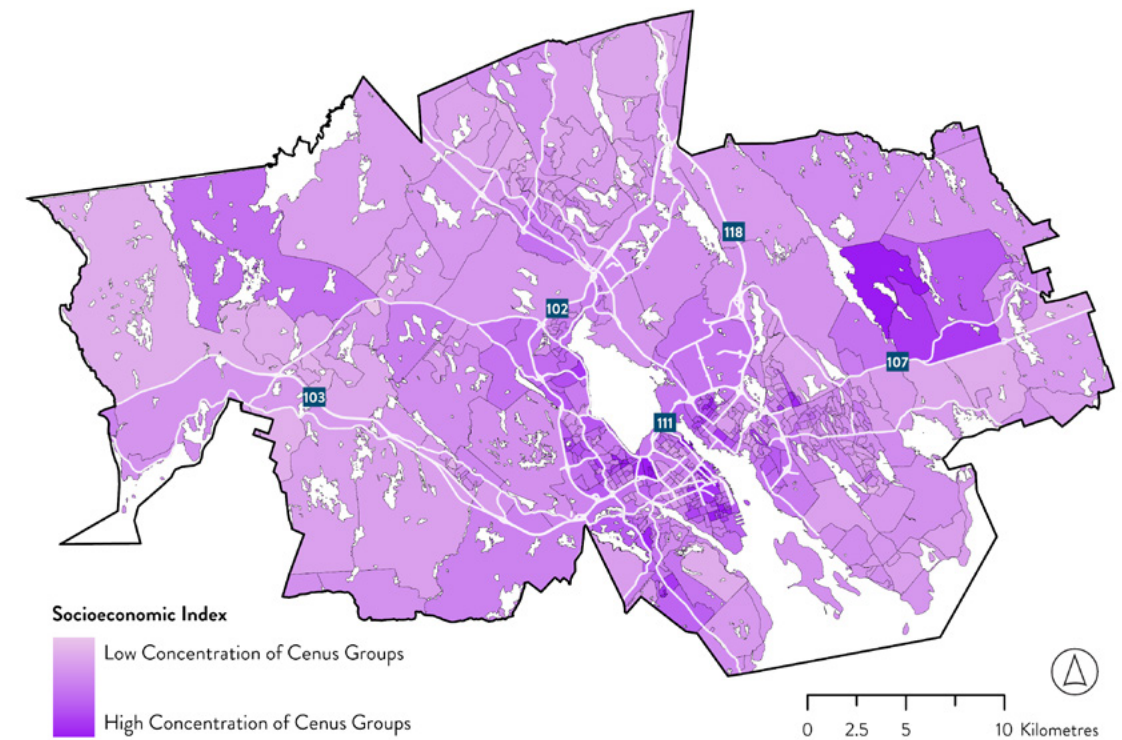 118
102
107
103
111
Socioeconomic Index
Low Concentration of Cenus Groups
High Concentration of Cenus Groups
0 2.5 5 10 Kilometres